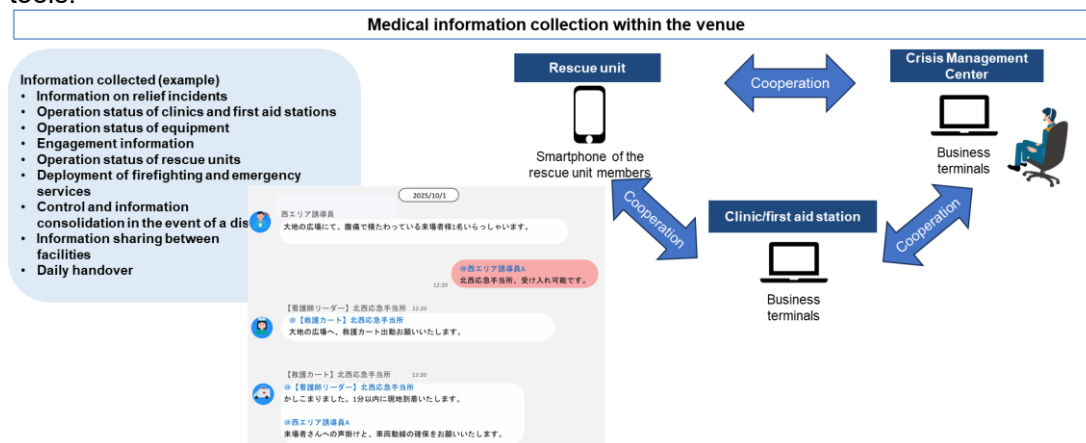 tools.
Medical information collection within the venue
Information collected (example)
• Information on relief incidents
• Operation status of clinics and first aid stations
• Operation status of equipment
• Engagement information
• Operation status of rescue units
• Deployment of firefighting and emergency
services
• Control and information
consolidation in the event of a dis
• Information sharing between
facilities
• Daily handover
Rescue unit
Smartphone of the
rescue unit members
Cooperation
Crisis Management
Center
Business
terminals
Cooperation
Clinic/first aid station
Business
terminals
Cooperation
2025/10/1
西エリア誘導員
大地の広場にて、腹痛で横たわっている来場者様1名いらっしゃいます。
@西エリア誘導員A
12:20 北西応急手当所、受け入れ可能です。
【看護師リーダー】北西応急手当所 12:20
@【救護カート】北西応急手当所
大地の広場へ、救護カート出動お願いいたします。
【救護カート】北西応急手当所 12:20
@【看護師リーダー】北西応急手当所
かしこまりました。1分以内に現地到着いたします。
@西エリア誘導員A
来場者さんへの声掛けと、車両動線の確保をお願いいたします。